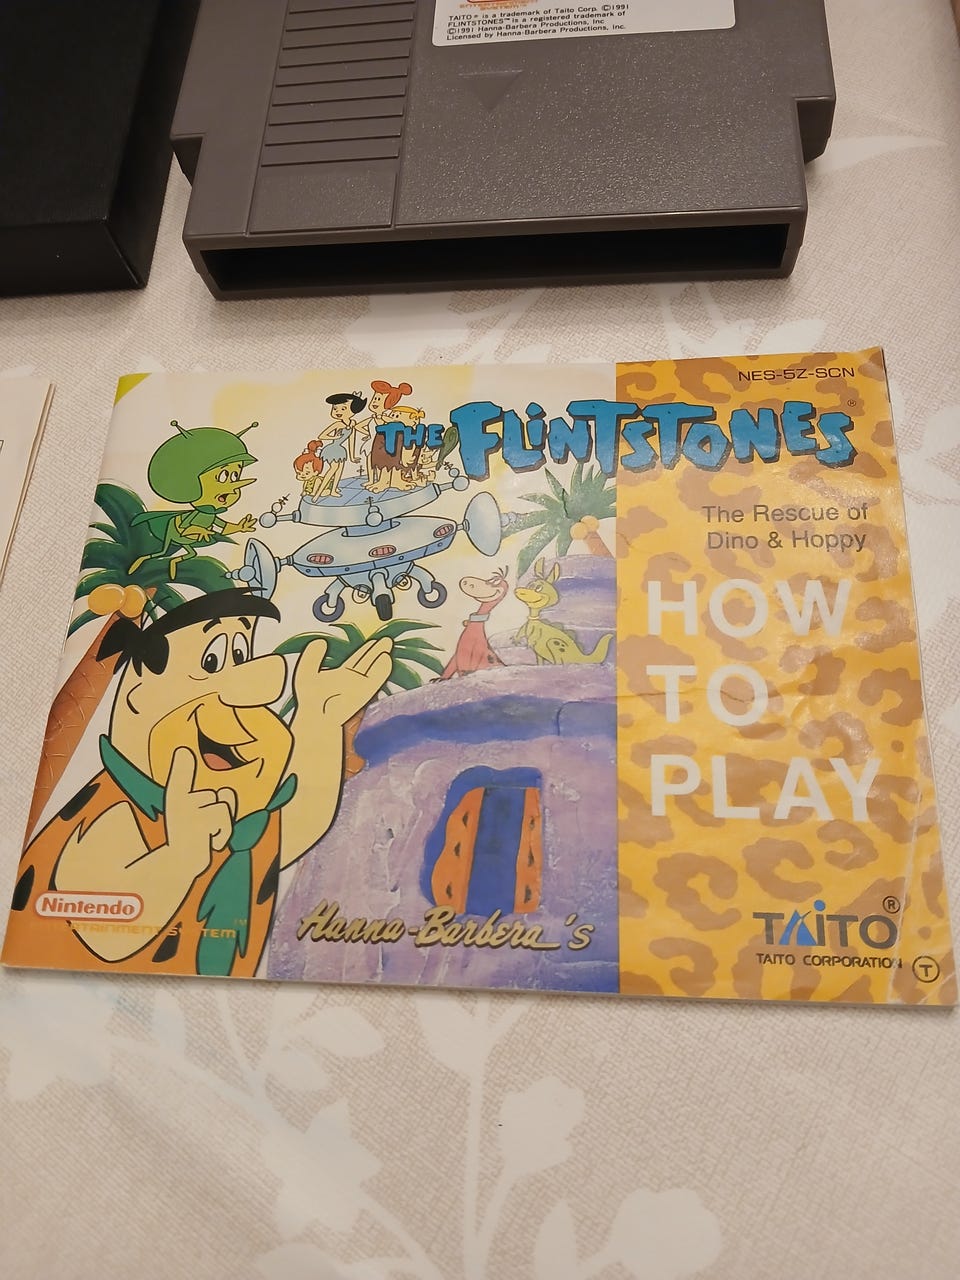 TAITO® is a trademark of Taito Corp. ©1991
FLINTSTONES™ is a registered trademark of
©1991 Hanna-Barbera Productions, Inc
Licensed by Hanna-Barbera Productions, Inc.
NES-5Z-SCN
THE FLINTSTONES®
The Rescue of
Dino & Hoppy
HOW
TO
PLAY
Nintendo
ENTERTAINMENT SYSTEM™
Hanna-Barbera's
TAITO®
TAITO CORPORATION T